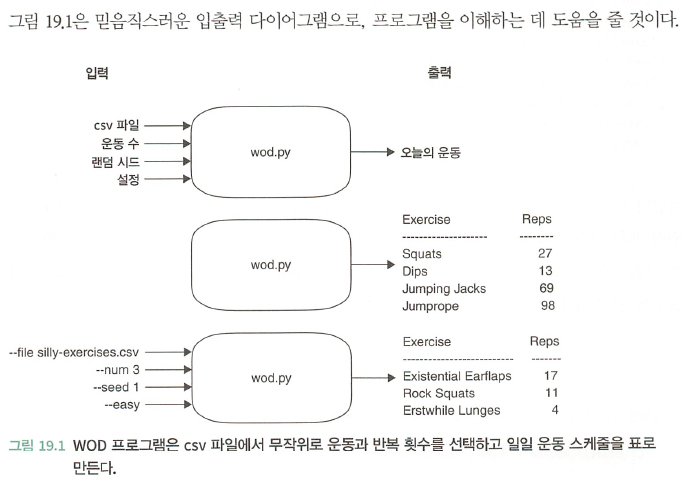 그림 19.1은 믿음직스러운 입출력 다이어그램으로, 프로그램을 이해하는 데 도움을 줄 것이다.
입력
출력
csv 파일
운동 수
랜덤 시드
설정
wod.py
오늘의 운동
wod.py
Exercise Reps
--------------------- --------
Squats 27
Dips 13
Jumping Jacks 69
Jumprope 98
--file silly-exercises.csv
--num 3
--seed 1
--easy
wod.py
Exercise Reps
--------------------------- -------
Existential Earflaps 17
Rock Squats 11
Erstwhile Lunges 4
그림 19.1 WOD 프로그램은 csv 파일에서 무작위로 운동과 반복 횟수를 선택하고 일일 운동 스케줄을 표로
만든다.